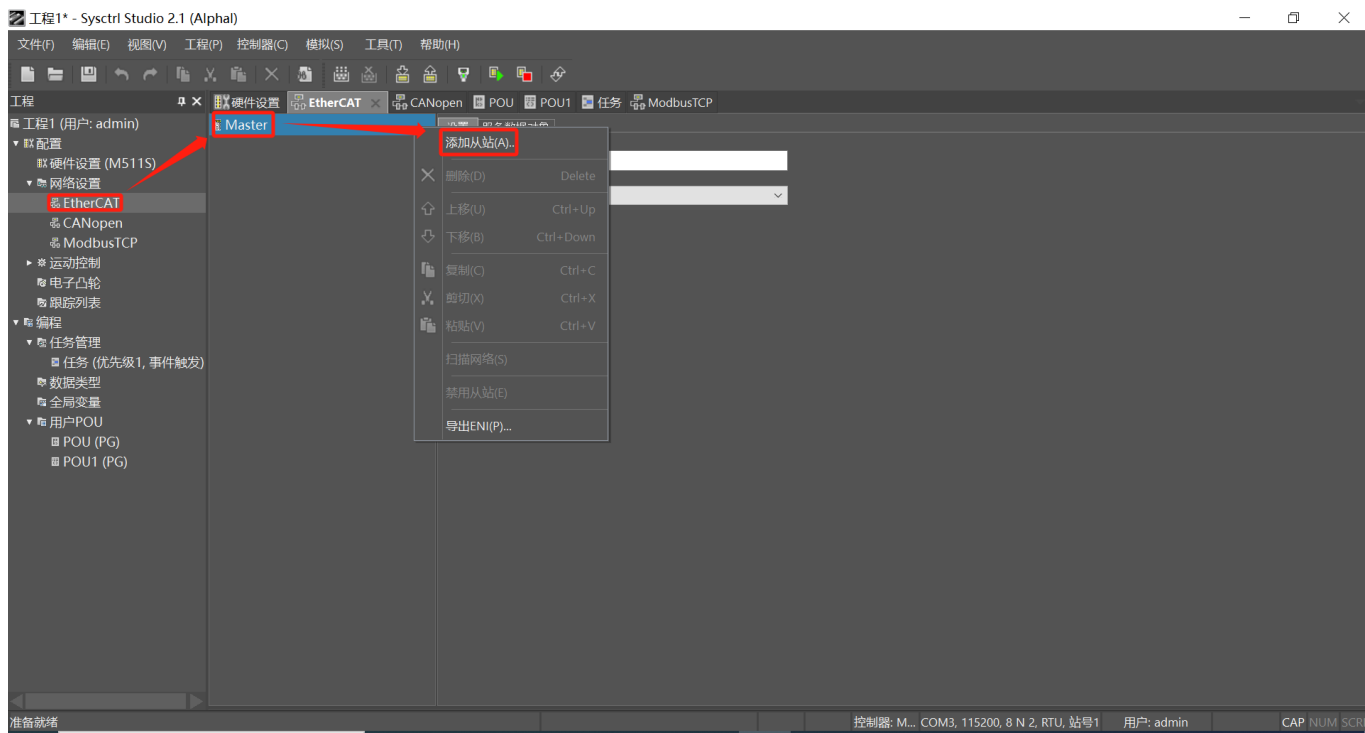 工程1* - Sysctrl Studio 2.1 (Alphal)
文件(F) 编辑(E) 视图(V) 工程(P) 控制器(C) 模拟(S) 工具(T) 帮助(H)
工程
硬件设置 EtherCAT CANopen POU POU1 任务 ModbusTCP
工程1 (用户: admin)
配置
硬件设置 (M511S)
网络设置
EtherCAT
CANopen
ModbusTCP
运动控制
电子凸轮
跟踪列表
编程
任务管理
任务 (优先级1, 事件触发)
数据类型
全局变量
用户POU
POU (PG)
POU1 (PG)
Master
添加从站(A)..
删除(D) Delete
上移(U) Ctrl+Up
下移(B) Ctrl+Down
复制(C) Ctrl+C
剪切(X) Ctrl+X
粘贴(V) Ctrl+V
扫描网络(S)
禁用从站(E)
导出ENI(P)...
准备就绪 控制器: M... COM3, 115200, 8 N 2, RTU, 站号1 用户: admin CAP NUM SCR